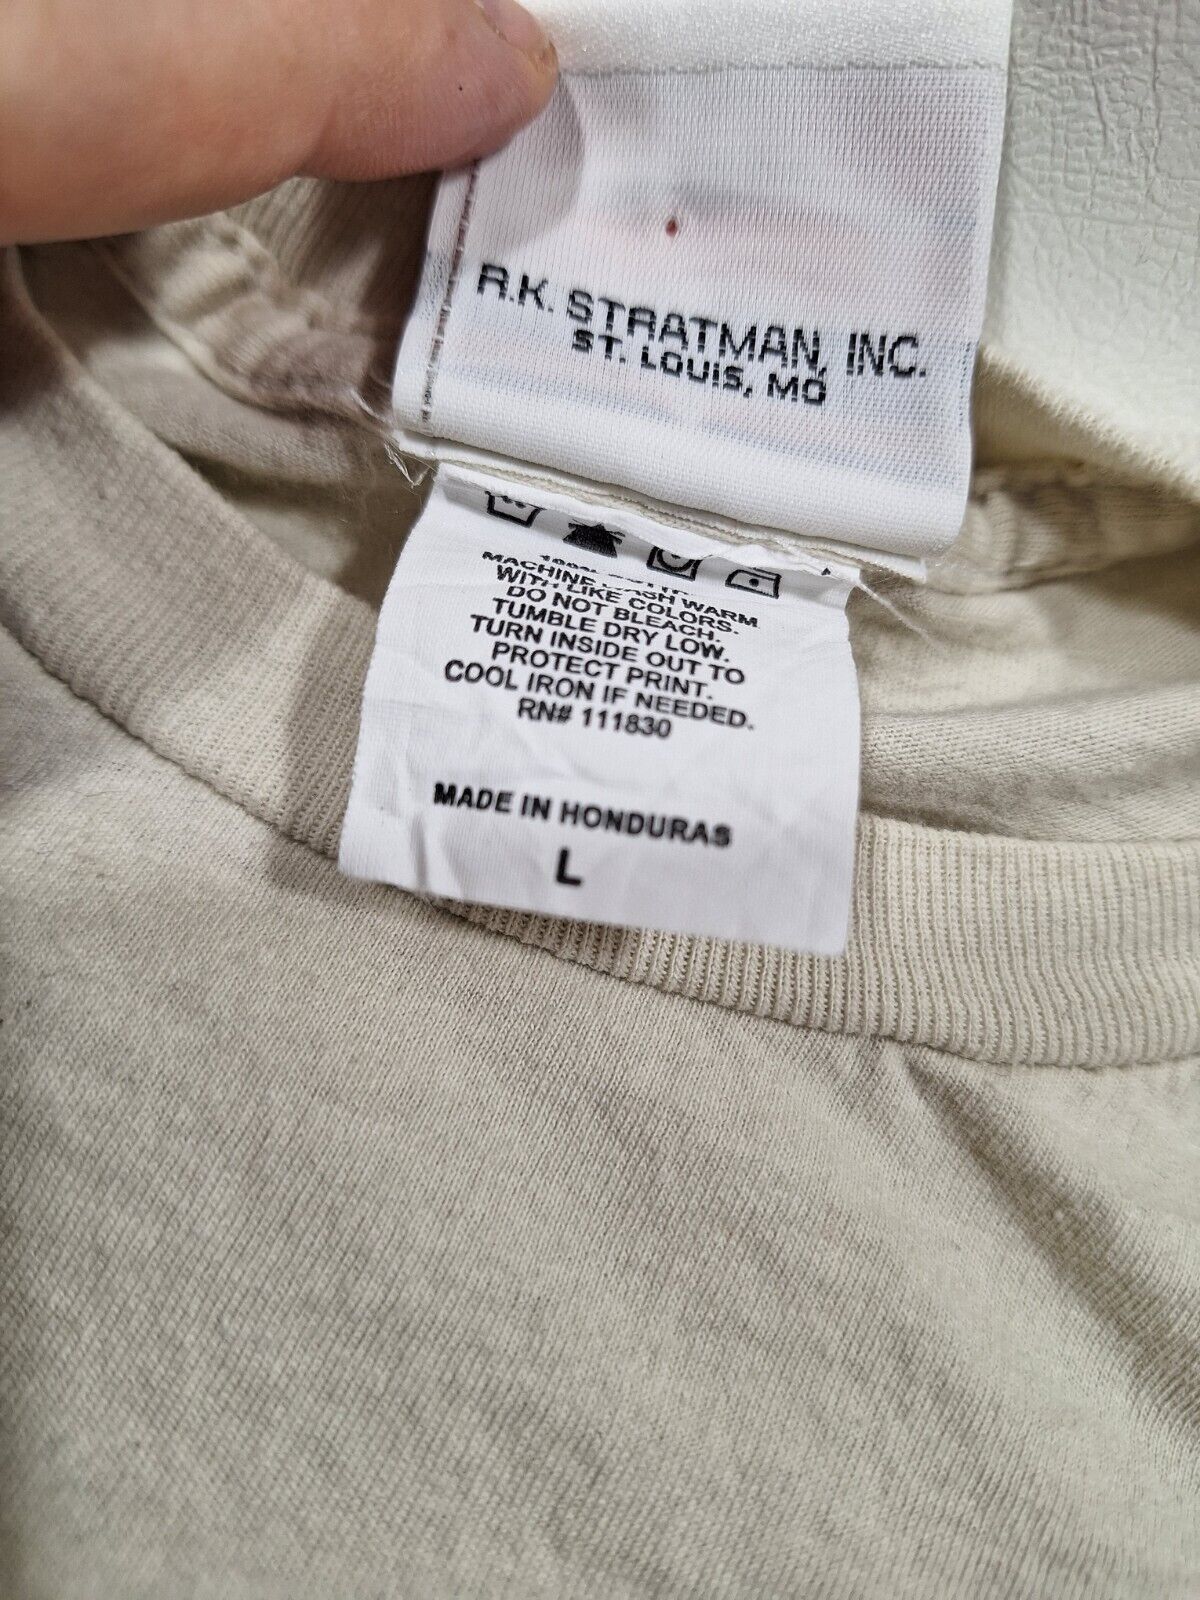 R.K. STRATMAN, INC.
ST. LOUIS, MO
100%
MACHINE WASH WARM
WITH LIKE COLORS.
DO NOT BLEACH.
TUMBLE DRY LOW.
TURN INSIDE OUT TO
PROTECT PRINT.
COOL IRON IF NEEDED.
RN# 111830
MADE IN HONDURAS
L